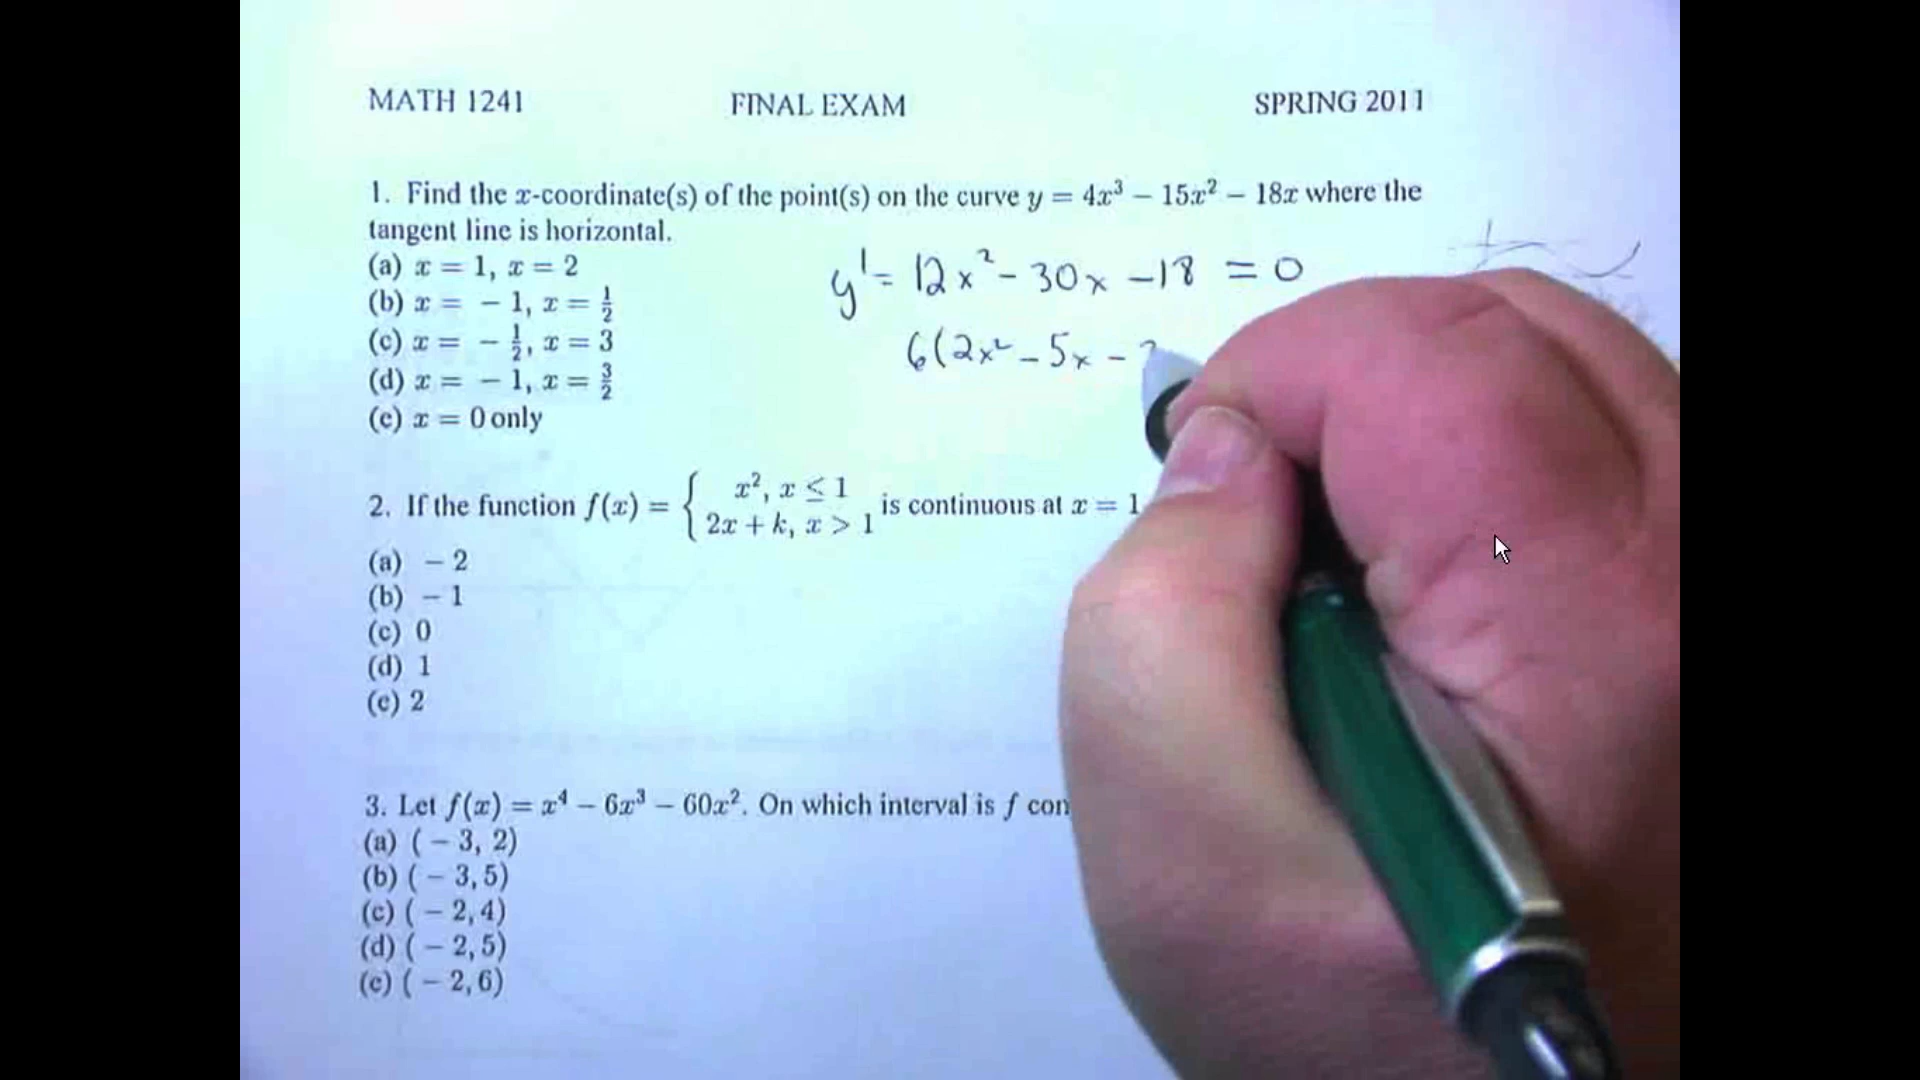 MATH 1241 FINAL EXAM SPRING 2011
1. Find the x-coordinate(s) of the point(s) on the curve y = 4x³ − 15x² − 18x where the
tangent line is horizontal.
(a) x = 1, x = 2
(b) x = − 1, x = 1/2
(c) x = − 1/2, x = 3
(d) x = − 1, x = 3/2
(e) x = 0 only
y' = 12x² − 30x − 18 = 0
6(2x² − 5x −
2. If the function f(x) = { x², x ≤ 1
2x + k, x > 1 is continuous at x = 1
(a) − 2
(b) − 1
(c) 0
(d) 1
(e) 2
3. Let f(x) = x⁴ − 6x³ − 60x². On which interval is f con
(a) ( − 3, 2)
(b) ( − 3, 5)
(c) ( − 2, 4)
(d) ( − 2, 5)
(e) ( − 2, 6)